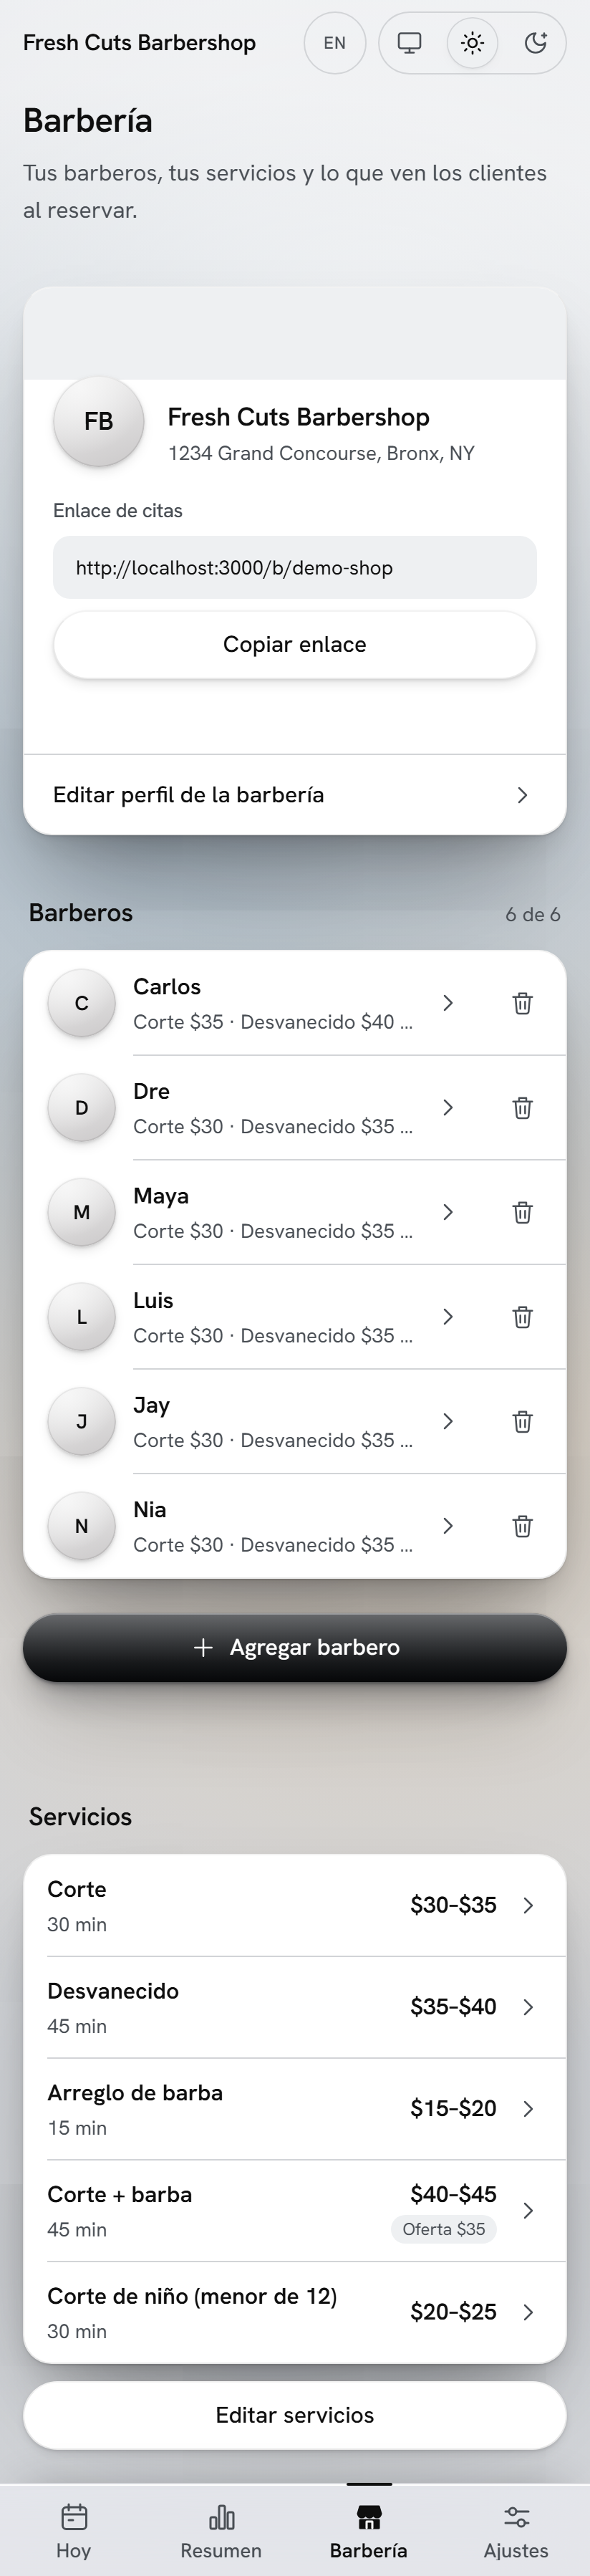 Fresh Cuts Barbershop
EN
Barbería
Tus barberos, tus servicios y lo que ven los clientes
al reservar.
FB
Fresh Cuts Barbershop
1234 Grand Concourse, Bronx, NY
Enlace de citas
http://localhost:3000/b/demo-shop
Copiar enlace
Editar perfil de la barbería
Barberos
6 de 6
C
Carlos
Corte $35 · Desvanecido $40 ...
D
Dre
Corte $30 · Desvanecido $35 ...
M
Maya
Corte $30 · Desvanecido $35 ...
L
Luis
Corte $30 · Desvanecido $35 ...
J
Jay
Corte $30 · Desvanecido $35 ...
N
Nia
Corte $30 · Desvanecido $35 ...
Agregar barbero
Servicios
Corte
30 min
$30–$35
Desvanecido
45 min
$35–$40
Arreglo de barba
15 min
$15–$20
Corte + barba
45 min
$40–$45
Oferta $35
Corte de niño (menor de 12)
30 min
$20–$25
Editar servicios
Hoy
Resumen
Barbería
Ajustes